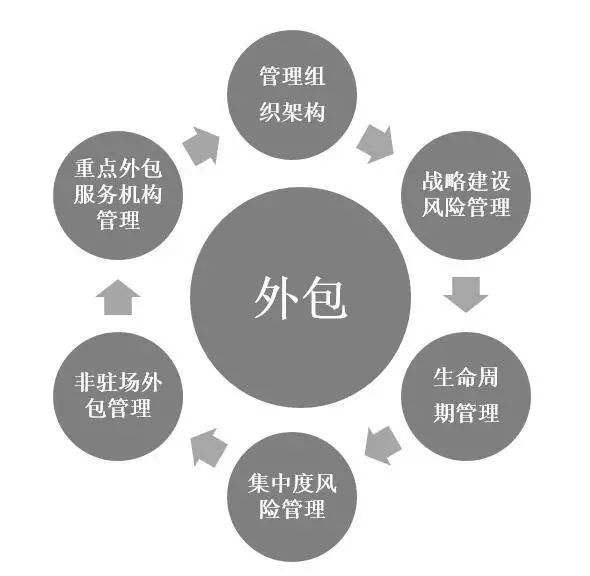 管理组
织架构
战略建设
风险管理
生命周
期管理
集中度风
险管理
非驻场外
包管理
重点外包
服务机构
管理
外包